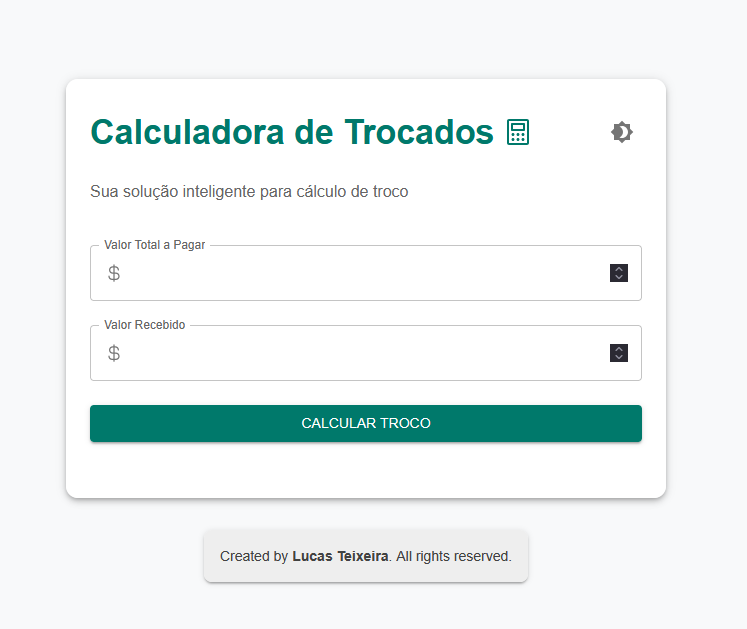 Calculadora de Trocados
Sua solução inteligente para cálculo de troco
Valor Total a Pagar
$
Valor Recebido
$
CALCULAR TROCO
Created by Lucas Teixeira. All rights reserved.